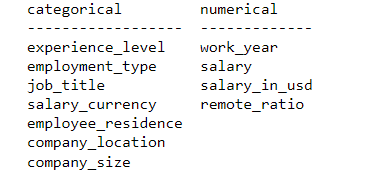 categorical         numerical
------------------  -------------
experience_level    work_year
employment_type     salary
job_title           salary_in_usd
salary_currency     remote_ratio
employee_residence
company_location
company_size